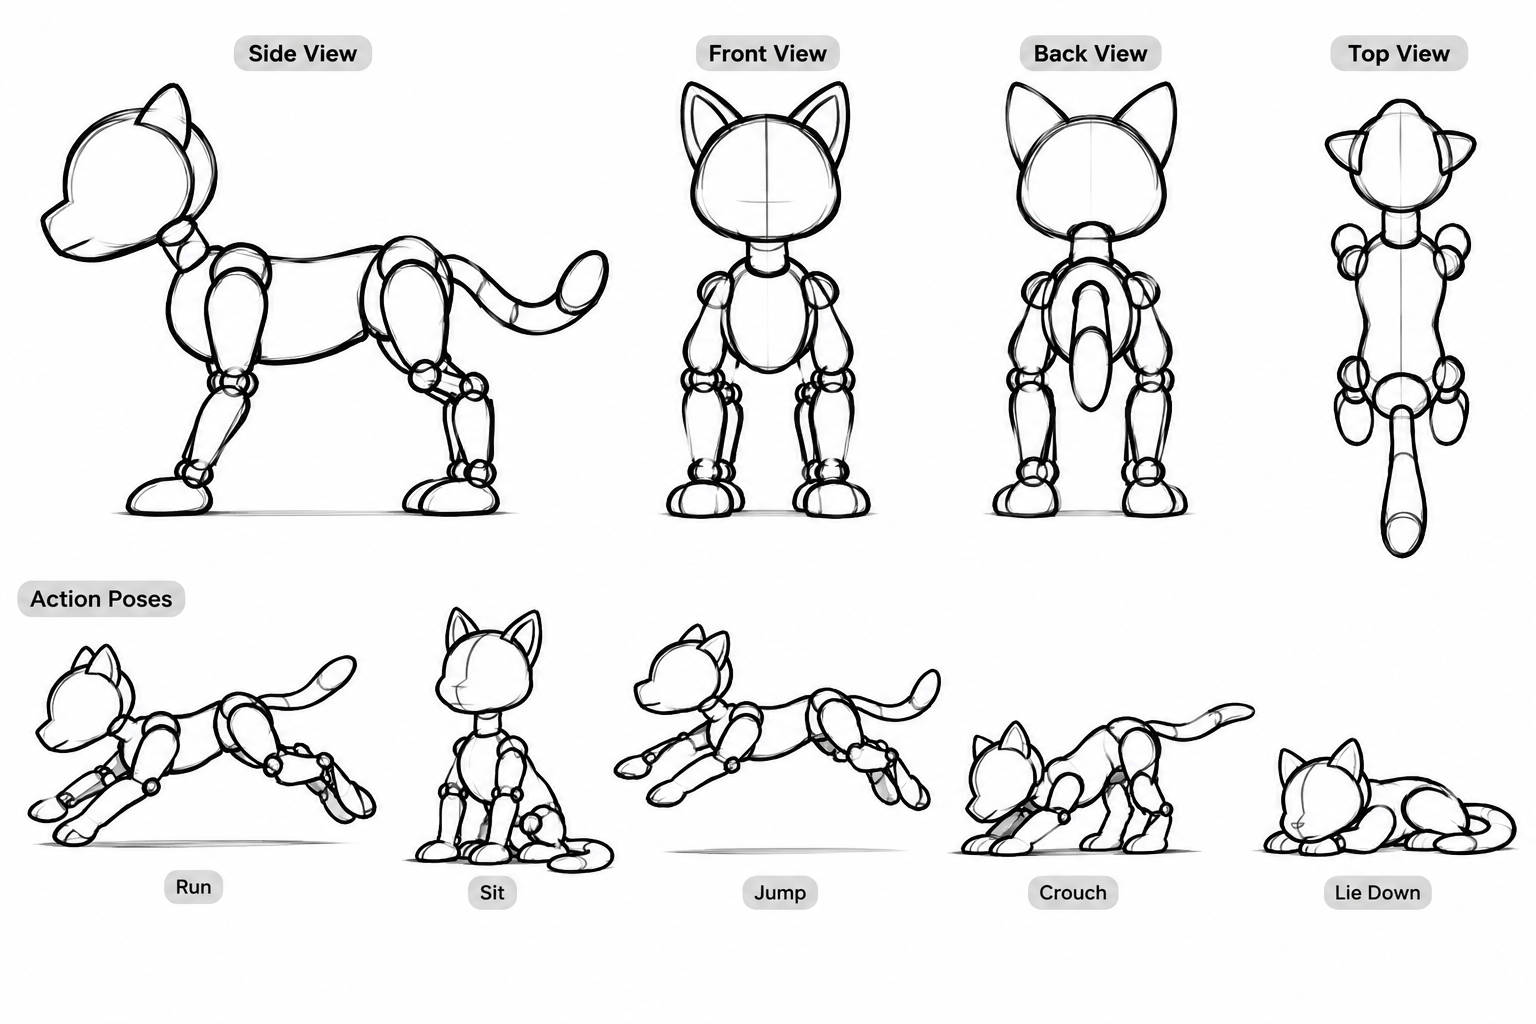 Side View
Front View
Back View
Top View
Action Poses
Run
Sit
Jump
Crouch
Lie Down